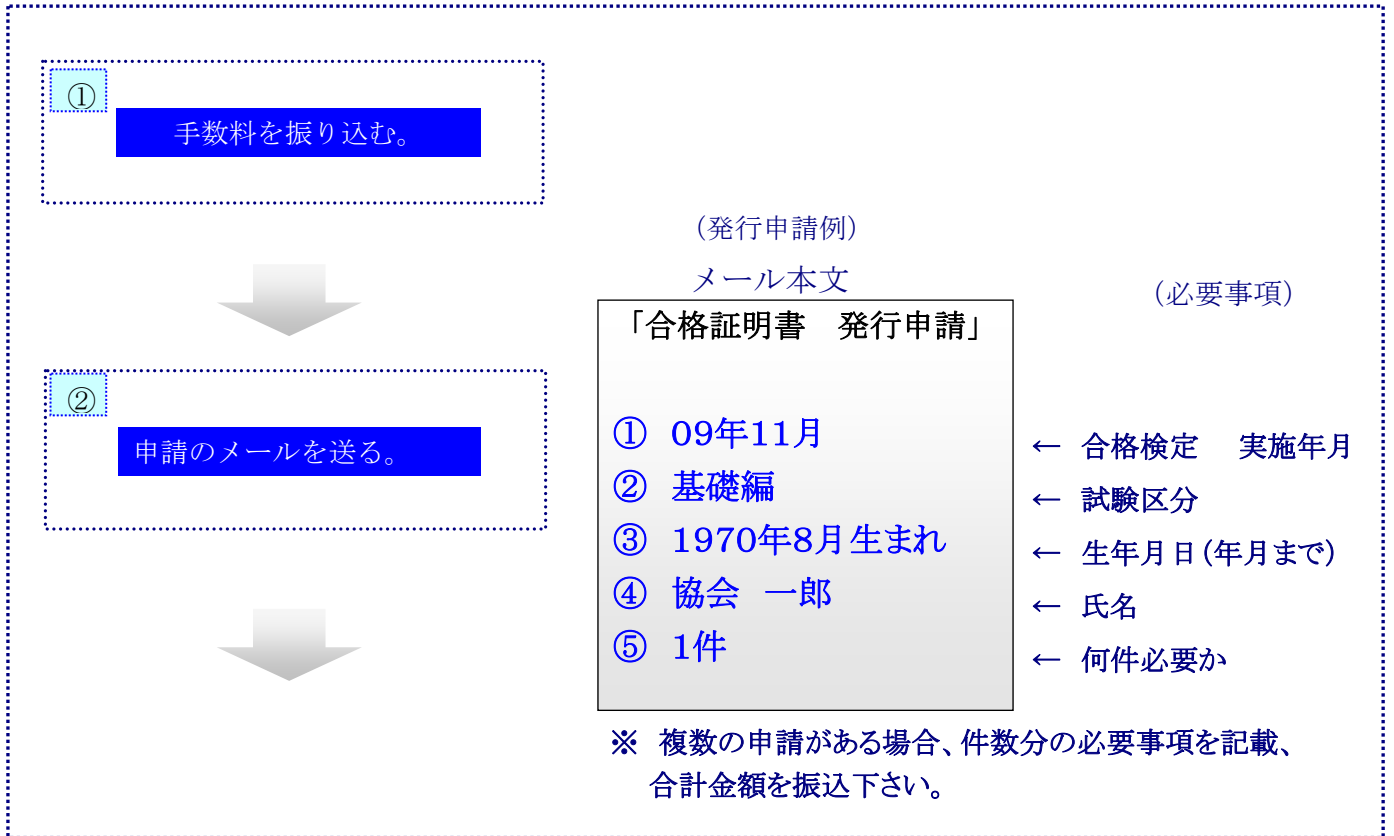 ①
手数料を振り込む。
（発行申請例）
メール本文
（必要事項）
「合格証明書　発行申請」
②
申請のメールを送る。
①　09年11月
←　合格検定　実施年月
②　基礎編
←　試験区分
③　1970年8月生まれ
←　生年月日（年月まで）
④　協会　一郎
←　氏名
⑤　1件
←　何件必要か
※　複数の申請がある場合、件数分の必要事項を記載、
合計金額を振込下さい。